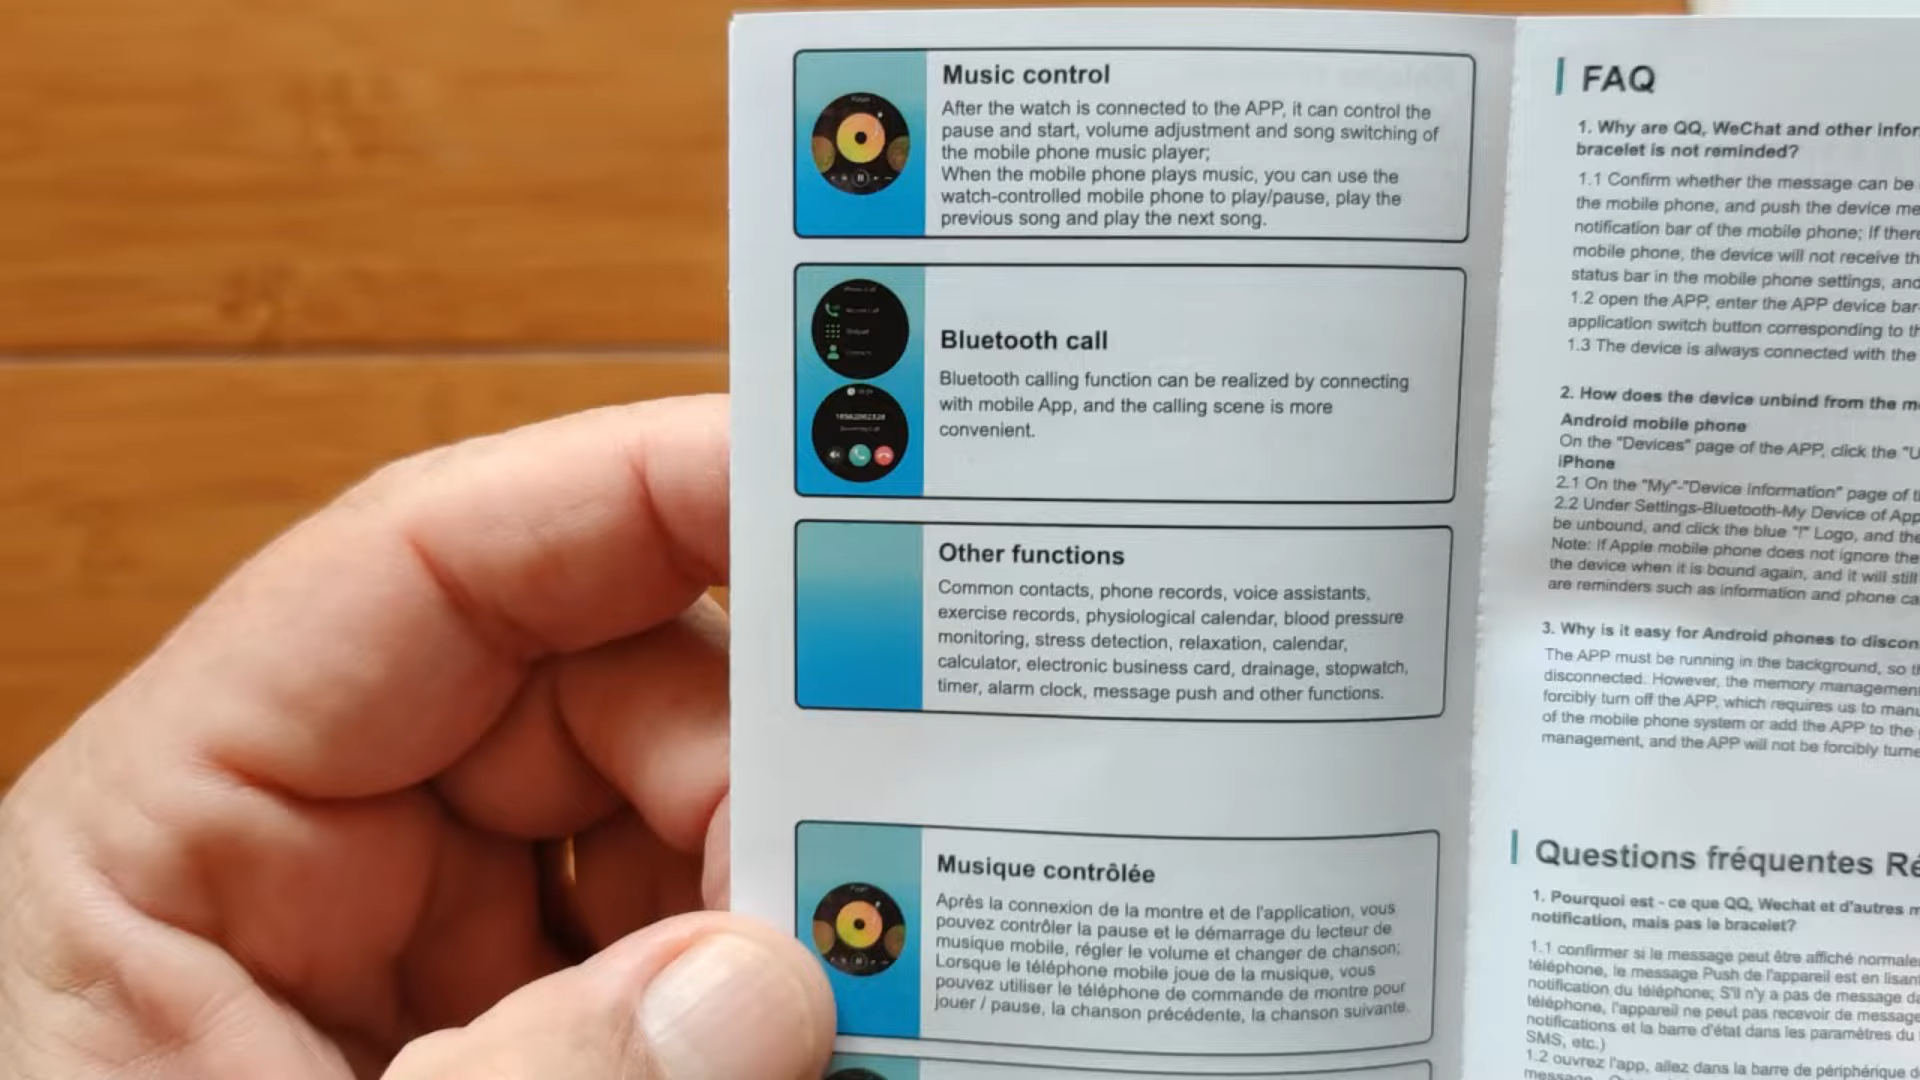 Music control
After the watch is connected to the APP, it can control the
pause and start, volume adjustment and song switching of
the mobile phone music player;
When the mobile phone plays music, you can use the
watch-controlled mobile phone to play/pause, play the
previous song and play the next song.
Bluetooth call
Bluetooth calling function can be realized by connecting
with mobile App, and the calling scene is more
convenient.
Other functions
Common contacts, phone records, voice assistants,
exercise records, physiological calendar, blood pressure
monitoring, stress detection, relaxation, calendar,
calculator, electronic business card, drainage, stopwatch,
timer, alarm clock, message push and other functions.
Musique contrôlée
Après la connexion de la montre et de l'application, vous
pouvez contrôler la pause et le démarrage du lecteur de
musique mobile, régler le volume et changer de chanson;
Lorsque le téléphone mobile joue de la musique, vous
pouvez utiliser le téléphone de commande de montre pour
jouer / pause, la chanson précédente, la chanson suivante.
FAQ
1. Why are QQ, WeChat and other infor
bracelet is not reminded?
1.1 Confirm whether the message can be
the mobile phone, and push the device me
notification bar of the mobile phone; If there
mobile phone, the device will not receive th
status bar in the mobile phone settings, and
1.2 open the APP, enter the APP device bar
application switch button corresponding to th
1.3 The device is always connected with the
2. How does the device unbind from the m
Android mobile phone
On the "Devices" page of the APP, click the "U
iPhone
2.1 On the "My"-"Device Information" page of t
2.2 Under Settings-Bluetooth-My Device of App
be unbound, and click the blue "!" Logo, and the
Note: If Apple mobile phone does not ignore the
the device when it is bound again, and it will still
are reminders such as information and phone ca
3. Why is it easy for Android phones to discon
The APP must be running in the background, so th
disconnected. However, the memory management
forcibly turn off the APP, which requires us to manu
of the mobile phone system or add the APP to the
management, and the APP will not be forcibly turne
Questions fréquentes Ré
1. Pourquoi est - ce que QQ, Wechat et d'autres m
notification, mais pas le bracelet?
1.1 confirmer si le message peut être affiché normale
téléphone, le message Push de l'appareil est en lisant
notification du téléphone; S'il n'y a pas de message da
téléphone, l'appareil ne peut pas recevoir de message
notifications et la barre d'état dans les paramètres du
SMS, etc.)
1.2 ouvrez l'app, allez dans la barre de périphérique d